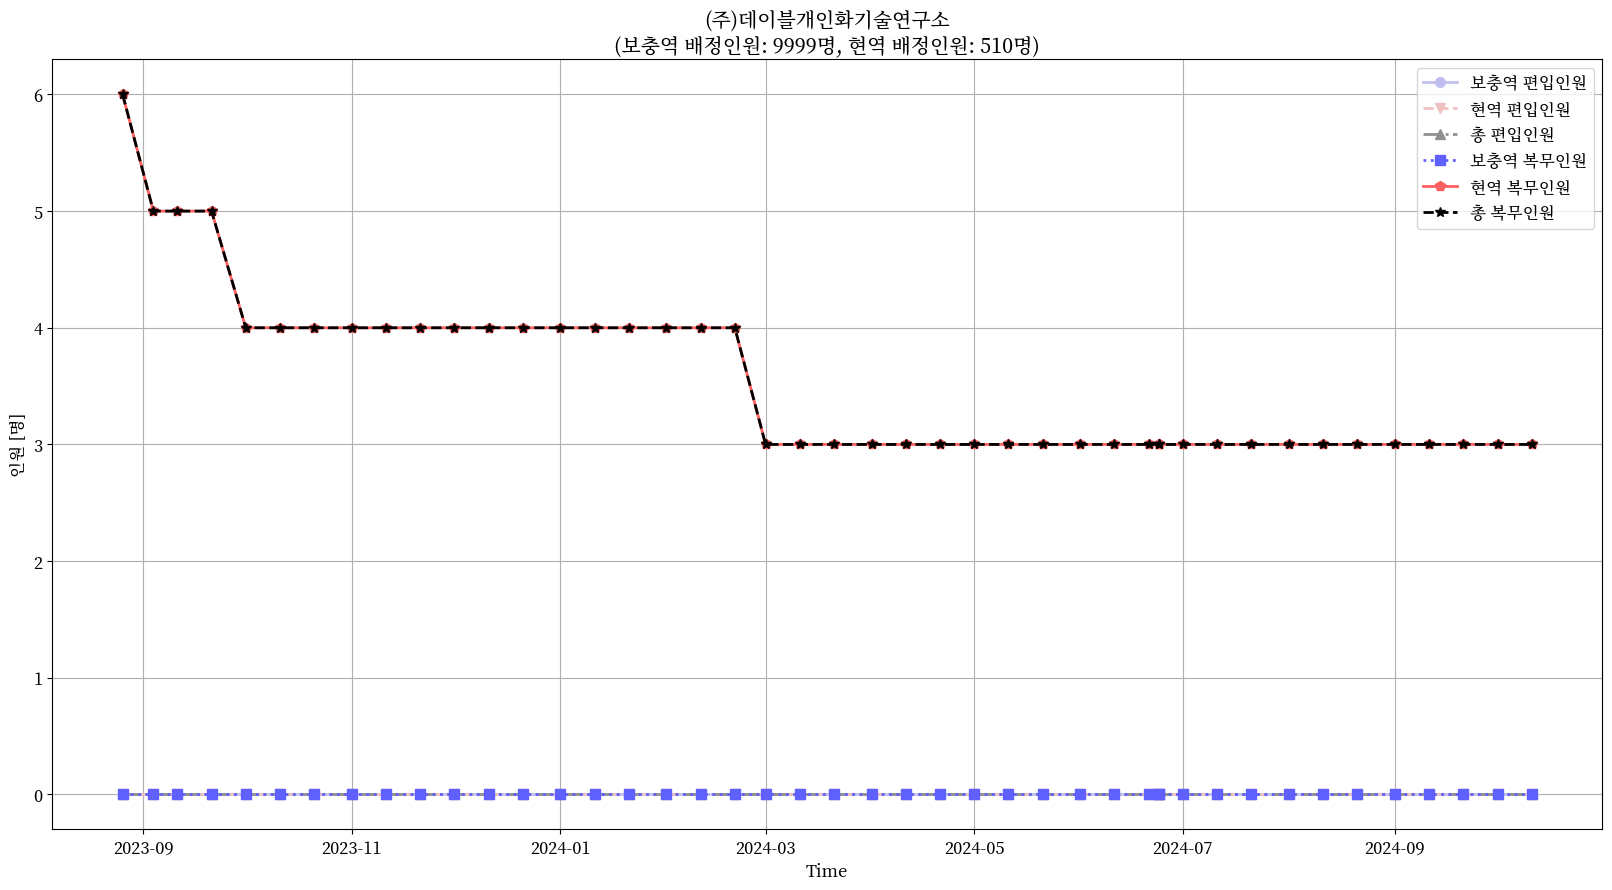 (주)데이블개인화기술연구소
(보충역 배정인원: 9999명, 현역 배정인원: 510명)
보충역 편입인원
현역 편입인원
총 편입인원
보충역 복무인원
현역 복무인원
총 복무인원
인원 [명]
6
5
4
3
2
1
0
2023-09
2023-11
2024-01
2024-03
2024-05
2024-07
2024-09
Time